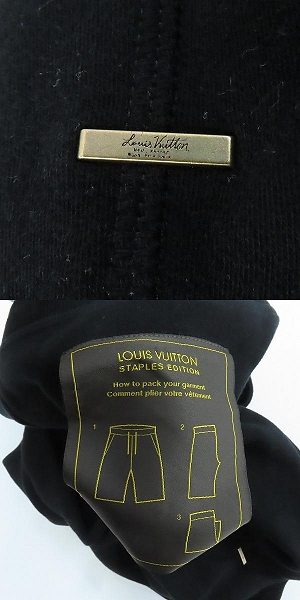 Louis Vuitton
LOUIS VUITTON
STAPLES EDITION
How to pack your garment
Comment plier votre vêtement
1
2
3